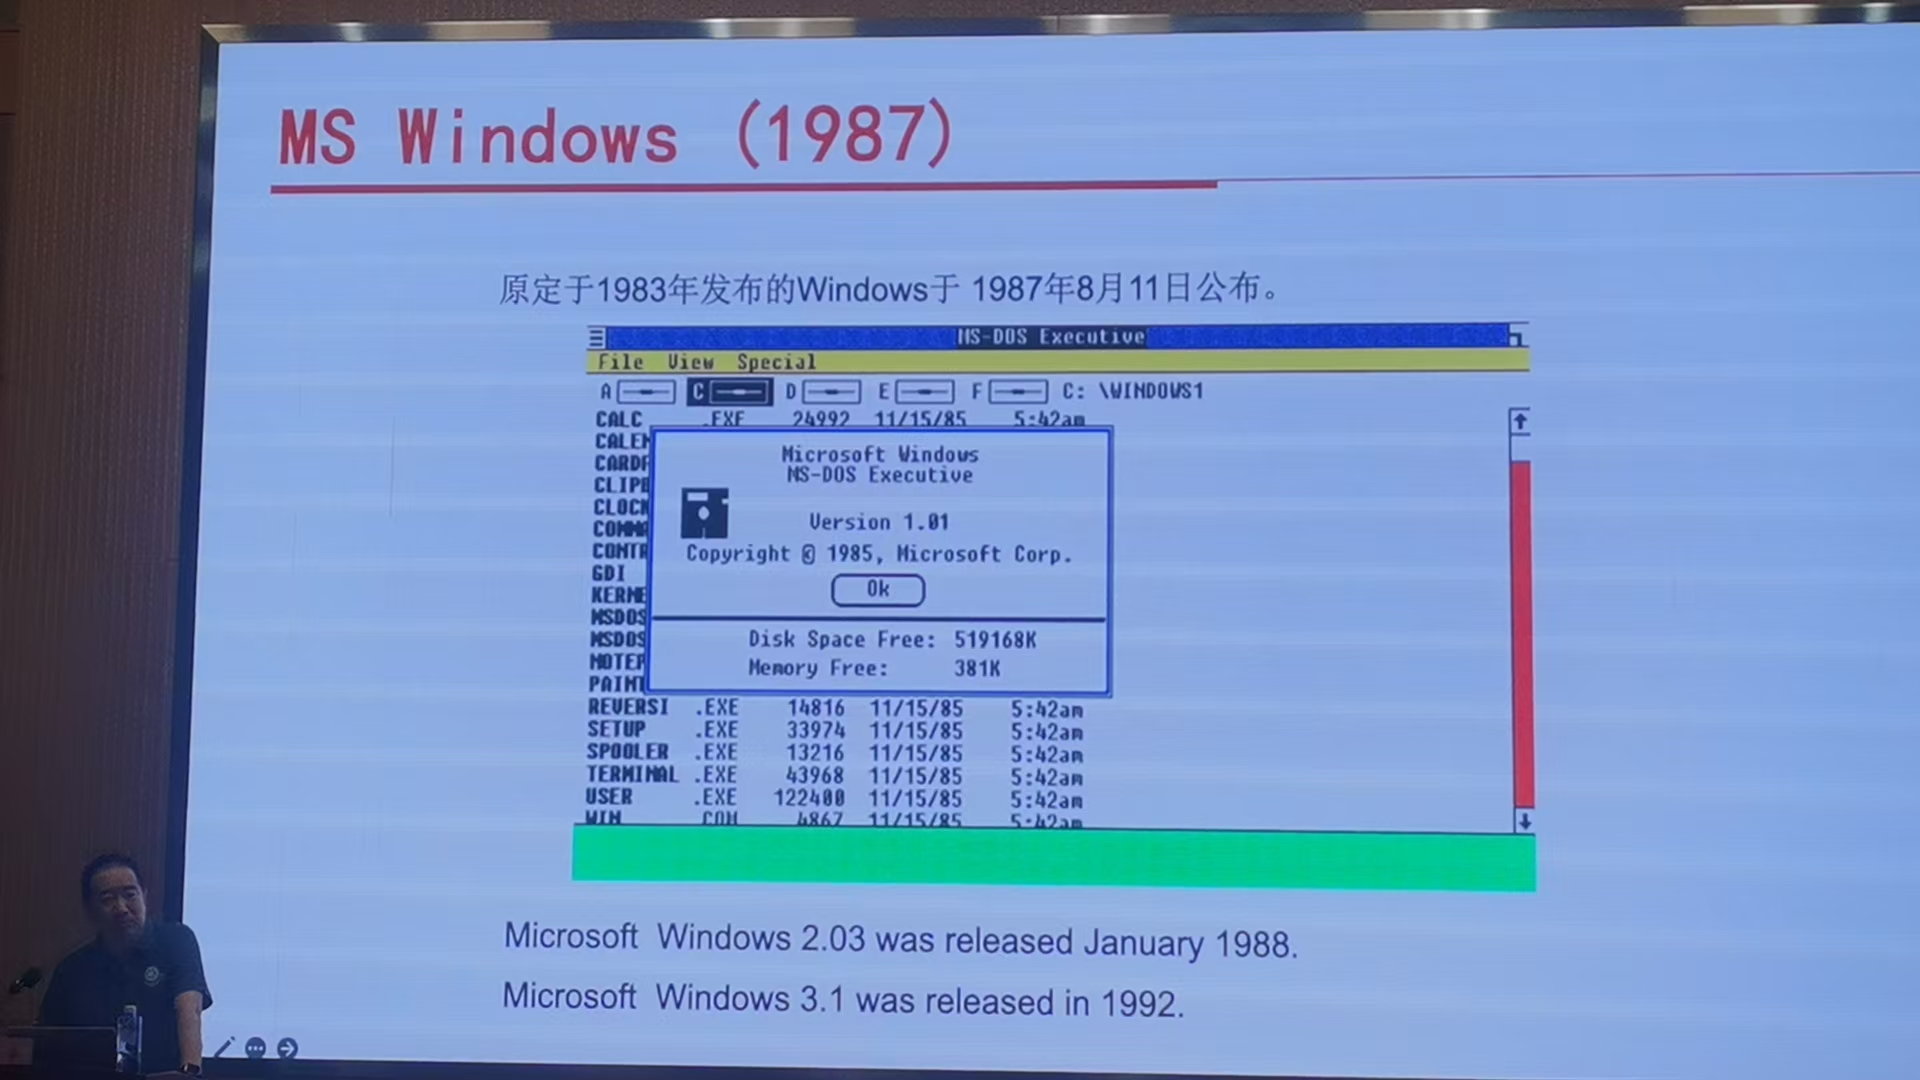 MS Windows (1987)
原定于1983年发布的Windows于 1987年8月11日公布。
MS-DOS Executive
File View Special
A C D E F C: \WINDOWS1
CALC .EXE 24992 11/15/85 5:42am
Microsoft Windows
MS-DOS Executive
Version 1.01
Copyright © 1985, Microsoft Corp.
Ok
Disk Space Free: 519168K
Memory Free: 381K
CALEN
CARDF
CLIPB
CLOCK
COMMA
CONTR
GDI
KERNE
MSDOS
MSDOS
NOTEP
PAINT
REVERSI .EXE 14816 11/15/85 5:42am
SETUP .EXE 33974 11/15/85 5:42am
SPOOLER .EXE 13216 11/15/85 5:42am
TERMINAL .EXE 43968 11/15/85 5:42am
USER .EXE 122400 11/15/85 5:42am
WIN .COM 4867 11/15/85 5:42am
Microsoft Windows 2.03 was released January 1988.
Microsoft Windows 3.1 was released in 1992.